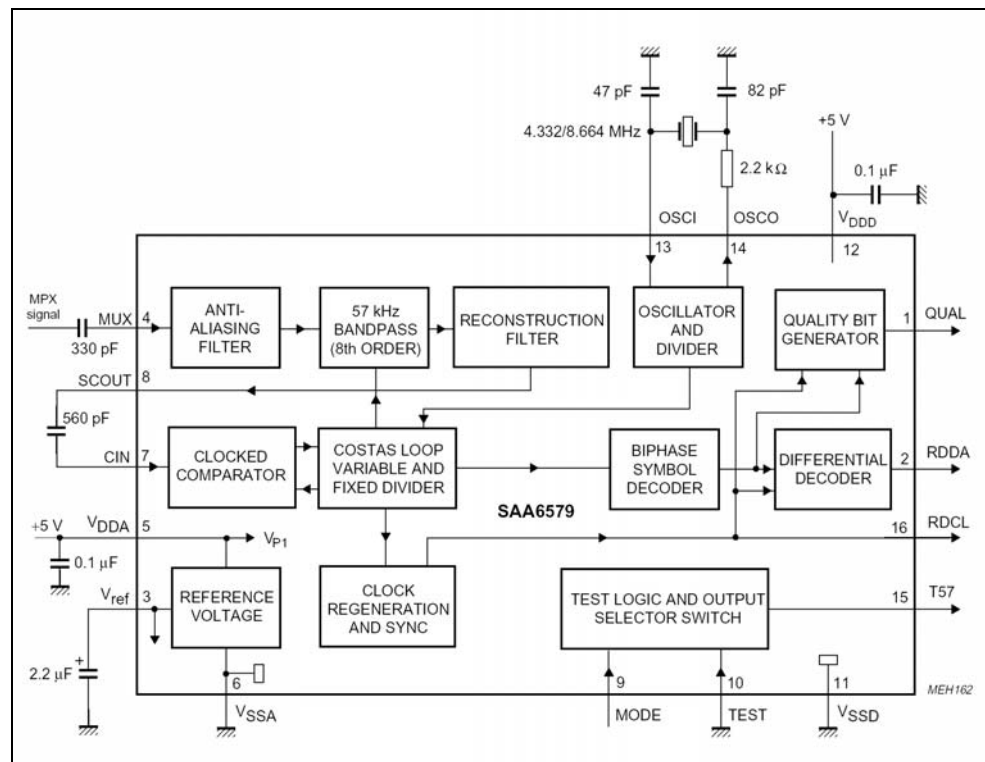 47 pF
82 pF
4.332/8.664 MHz
+5 V
2.2 kΩ
0.1 μF
OSCI
OSCO
VDDD
13
14
12
MPX
signal
MUX
4
330 pF
ANTI-
ALIASING
FILTER
57 kHz
BANDPASS
(8th ORDER)
RECONSTRUCTION
FILTER
OSCILLATOR
AND
DIVIDER
QUALITY BIT
GENERATOR
1
QUAL
SCOUT
8
560 pF
CIN
7
CLOCKED
COMPARATOR
COSTAS LOOP
VARIABLE AND
FIXED DIVIDER
BIPHASE
SYMBOL
DECODER
DIFFERENTIAL
DECODER
2
RDDA
SAA6579
+5 V
VDDA
5
VP1
16
RDCL
0.1 μF
Vref
3
REFERENCE
VOLTAGE
CLOCK
REGENERATION
AND SYNC
TEST LOGIC AND OUTPUT
SELECTOR SWITCH
15
T57
2.2 μF
+
6
9
10
11
MEH162
VSSA
MODE
TEST
VSSD